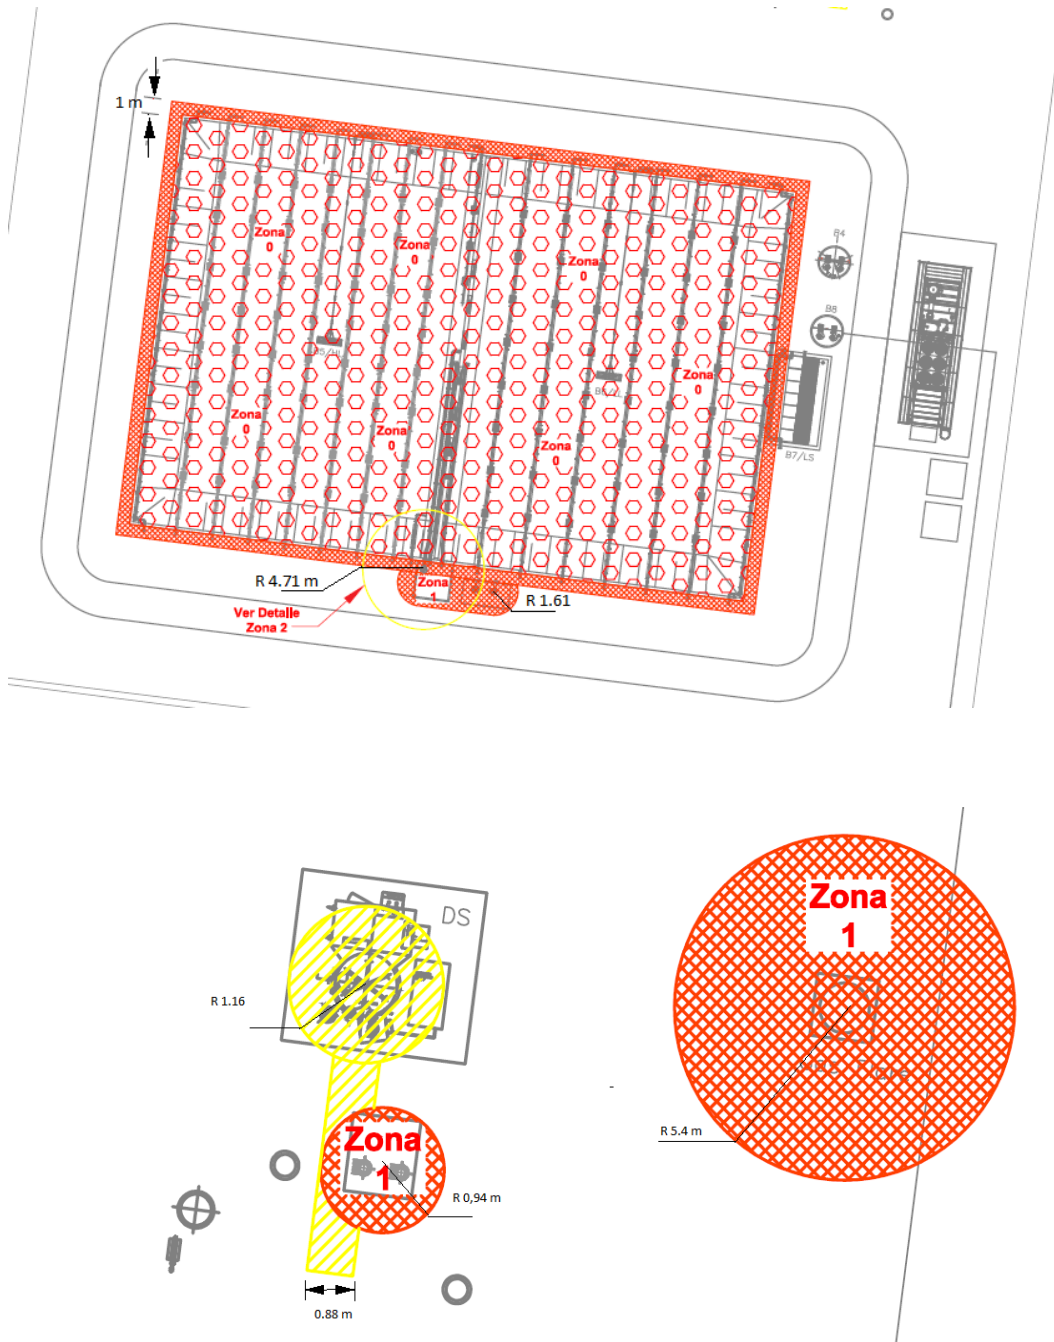 1 m
B4
Zona
0
Zona
0
Zona
0
B8
Zona
0
Zona
0
Zona
0
Zona
0
B7/LS
R 4.71 m
Zona
1
R 1.61
Ver Detalle
Zona 2
DS
Zona
1
R 1.16
R 5.4 m
Zona
1
R 0,94 m
0.88 m